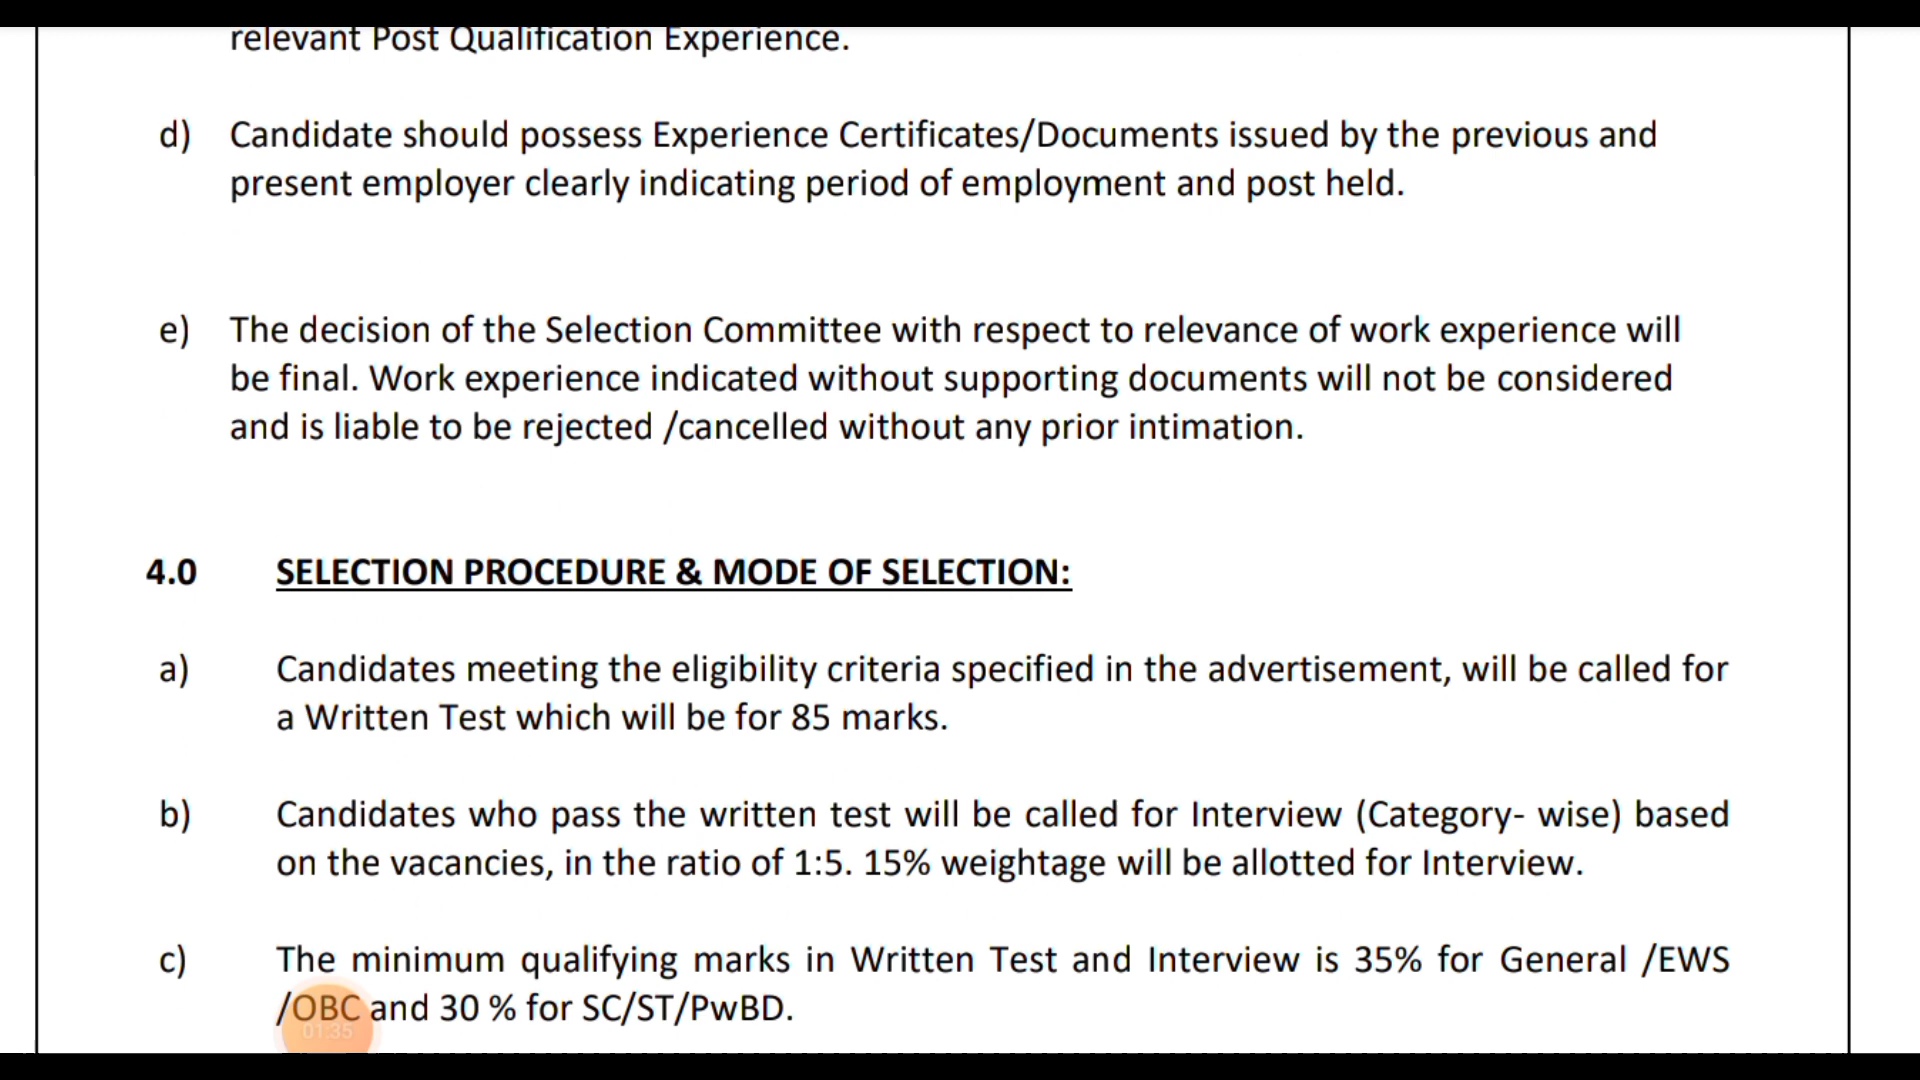 relevant Post Qualification Experience.
d) Candidate should possess Experience Certificates/Documents issued by the previous and
present employer clearly indicating period of employment and post held.
e) The decision of the Selection Committee with respect to relevance of work experience will
be final. Work experience indicated without supporting documents will not be considered
and is liable to be rejected /cancelled without any prior intimation.
4.0 SELECTION PROCEDURE & MODE OF SELECTION:
a) Candidates meeting the eligibility criteria specified in the advertisement, will be called for
a Written Test which will be for 85 marks.
b) Candidates who pass the written test will be called for Interview (Category- wise) based
on the vacancies, in the ratio of 1:5. 15% weightage will be allotted for Interview.
c) The minimum qualifying marks in Written Test and Interview is 35% for General /EWS
/OBC and 30 % for SC/ST/PwBD.
01:35